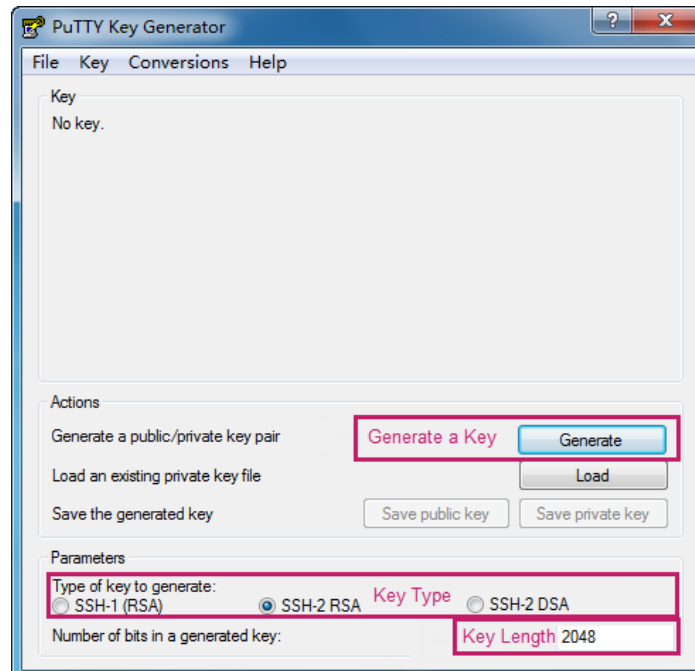 PuTTY Key Generator
? X
File Key Conversions Help
Key
No key.
Actions
Generate a public/private key pair Generate a Key Generate
Load an existing private key file Load
Save the generated key Save public key Save private key
Parameters
Type of key to generate:
SSH-1 (RSA) SSH-2 RSA Key Type SSH-2 DSA
Number of bits in a generated key: Key Length 2048